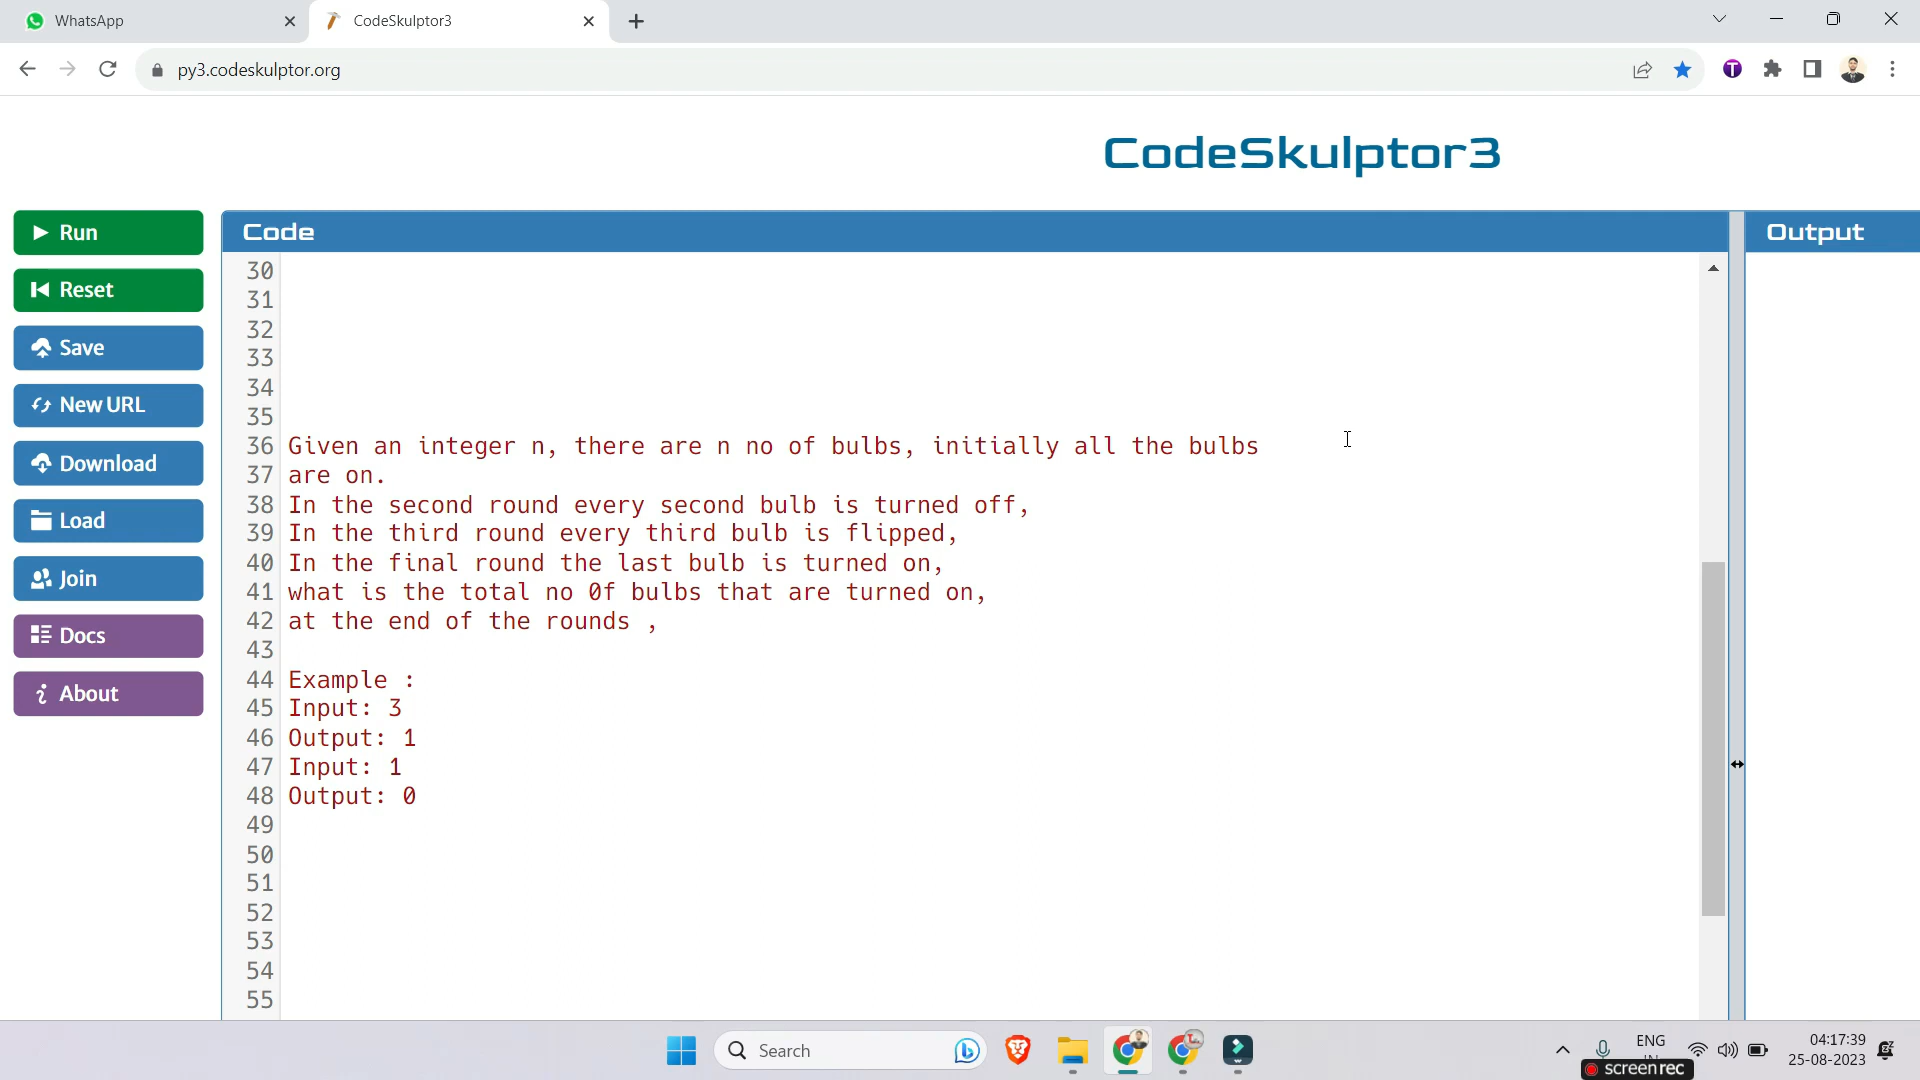 WhatsApp
CodeSkulptor3
py3.codeskulptor.org
T
CodeSkulptor3
Run
Reset
Save
New URL
Download
Load
Join
Docs
About
Code
Output
30
31
32
33
34
35
36 Given an integer n, there are n no of bulbs, initially all the bulbs
37 are on.
38 In the second round every second bulb is turned off,
39 In the third round every third bulb is flipped,
40 In the final round the last bulb is turned on,
41 what is the total no 0f bulbs that are turned on,
42 at the end of the rounds ,
43
44 Example :
45 Input: 3
46 Output: 1
47 Input: 1
48 Output: 0
49
50
51
52
53
54
55
Search
ENG
04:17:39
25-08-2023
screenrec